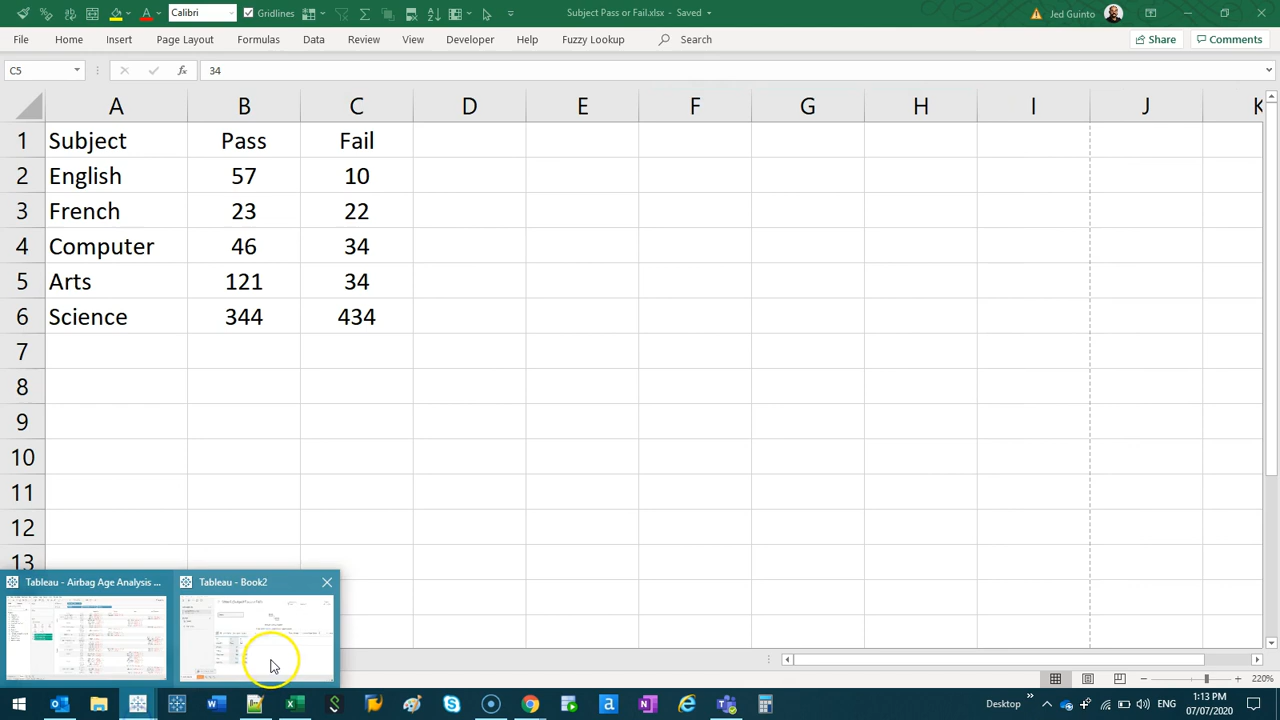 Calibri
Gridlines
Subject Pass or Fail.xlsx - Saved
Jed Guinto
File Home Insert Page Layout Formulas Data Review View Developer Help Fuzzy Lookup Search Share Comments
C5 fx 34
A B C D E F G H I J K
1 Subject Pass Fail
2 English 57 10
3 French 23 22
4 Computer 46 34
5 Arts 121 34
6 Science 344 434
7
8
9
10
11
12
13
Tableau - Airbag Age Analysis ... Tableau - Book2
220%
Desktop ENG 1:13 PM
07/07/2020